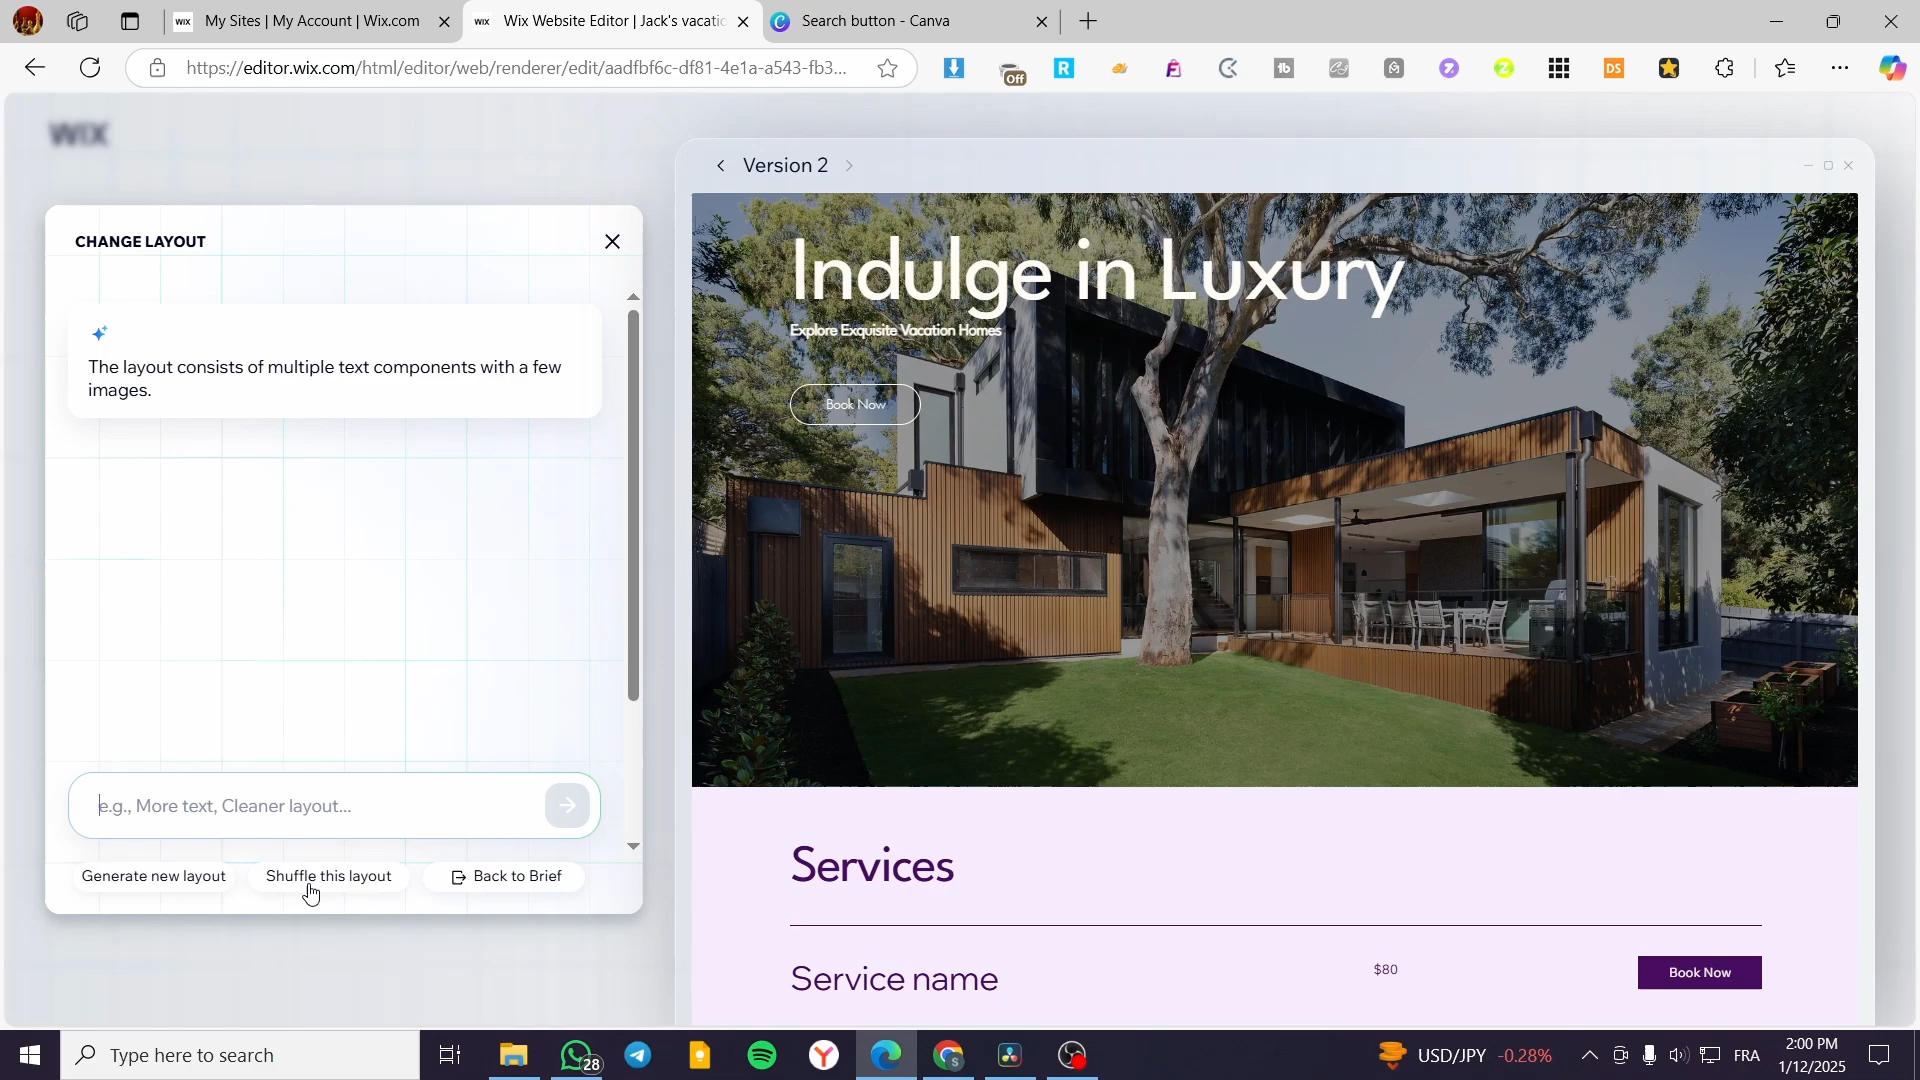 My Sites | My Account | Wix.com
Wix Website Editor | Jack's vacatic
Search button - Canva
https://editor.wix.com/html/editor/web/renderer/edit/aadfbf6c-df81-4e1a-a543-fb3...
Off
WIX
CHANGE LAYOUT
The layout consists of multiple text components with a few
images.
e.g., More text, Cleaner layout...
Generate new layout
Shuffle this layout
Back to Brief
Version 2
Indulge in Luxury
Explore Exquisite Vacation Homes
Book Now
Services
Service name
$80
Book Now
Type here to search
28
USD/JPY -0.28%
FRA
2:00 PM
1/12/2025